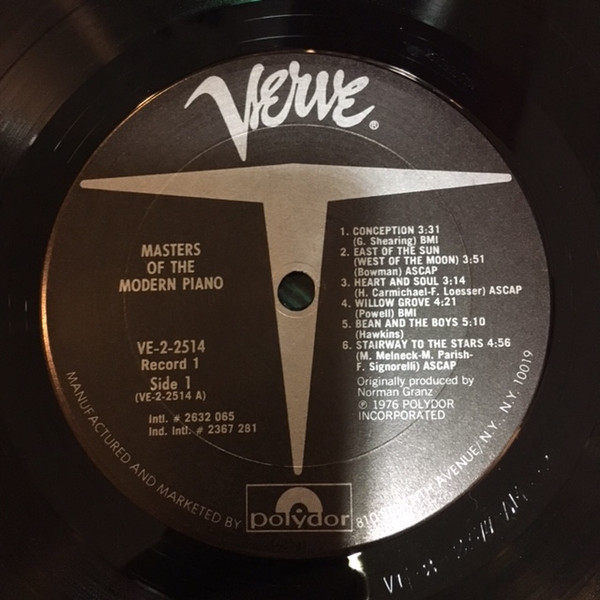 Verve ®
MASTERS
OF THE
MODERN PIANO
VE-2-2514
Record 1
Side 1
(VE-2-2514 A)
Intl. # 2632 065
Ind. Intl. # 2367 281
1. CONCEPTION 3:31
(G. Shearing) BMI
2. EAST OF THE SUN
(WEST OF THE MOON) 3:51
(Bowman) ASCAP
3. HEART AND SOUL 3:14
(H. Carmichael-F. Loesser) ASCAP
4. WILLOW GROVE 4:21
(Powell) BMI
5. BEAN AND THE BOYS 5:10
(Hawkins)
6. STAIRWAY TO THE STARS 4:56
(M. Melneck-M. Parish-
F. Signorelli) ASCAP
Originally produced by
Norman Granz
℗ 1976 POLYDOR
INCORPORATED
MANUFACTURED AND MARKETED BY polydor 810 AVENUE/N.Y. N.Y. 10019